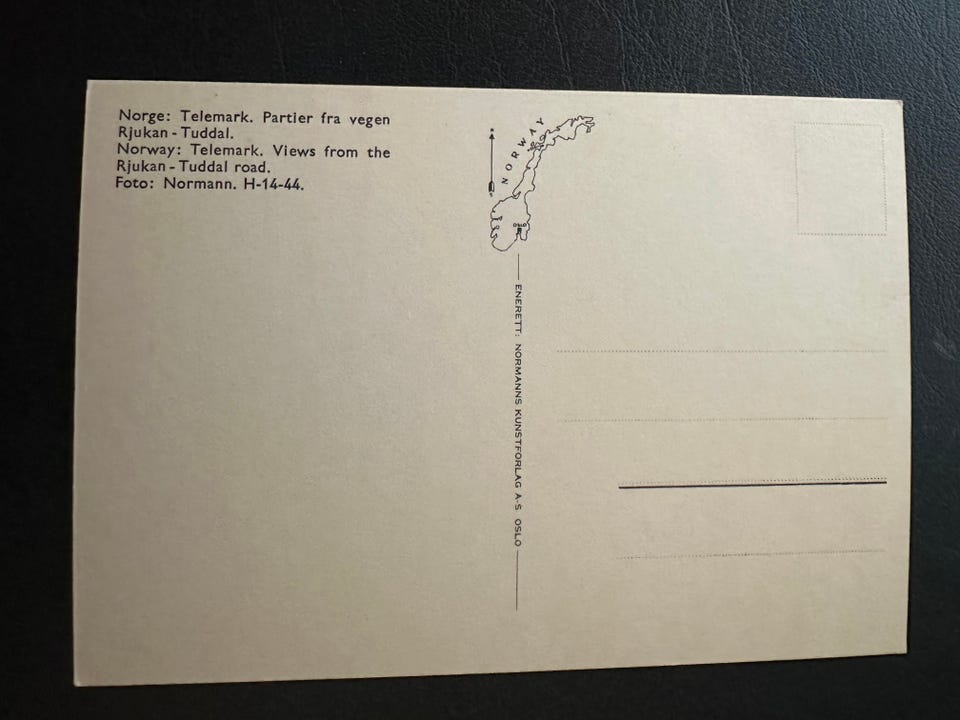 Norge: Telemark. Partier fra vegen
Rjukan - Tuddal.
Norway: Telemark. Views from the
Rjukan - Tuddal road.
Foto: Normann. H-14-44.
NORWAY
OSLO
ENERETT: NORMANNS KUNSTFORLAG A-S OSLO